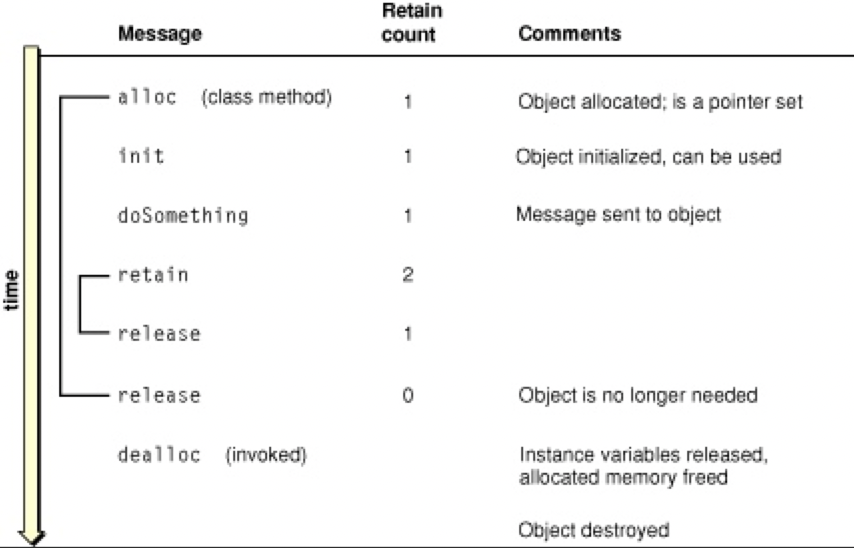 Message Retain count Comments
time
alloc (class method) 1 Object allocated; is a pointer set
init 1 Object initialized, can be used
doSomething 1 Message sent to object
retain 2
release 1
release 0 Object is no longer needed
dealloc (invoked) Instance variables released,
allocated memory freed
Object destroyed